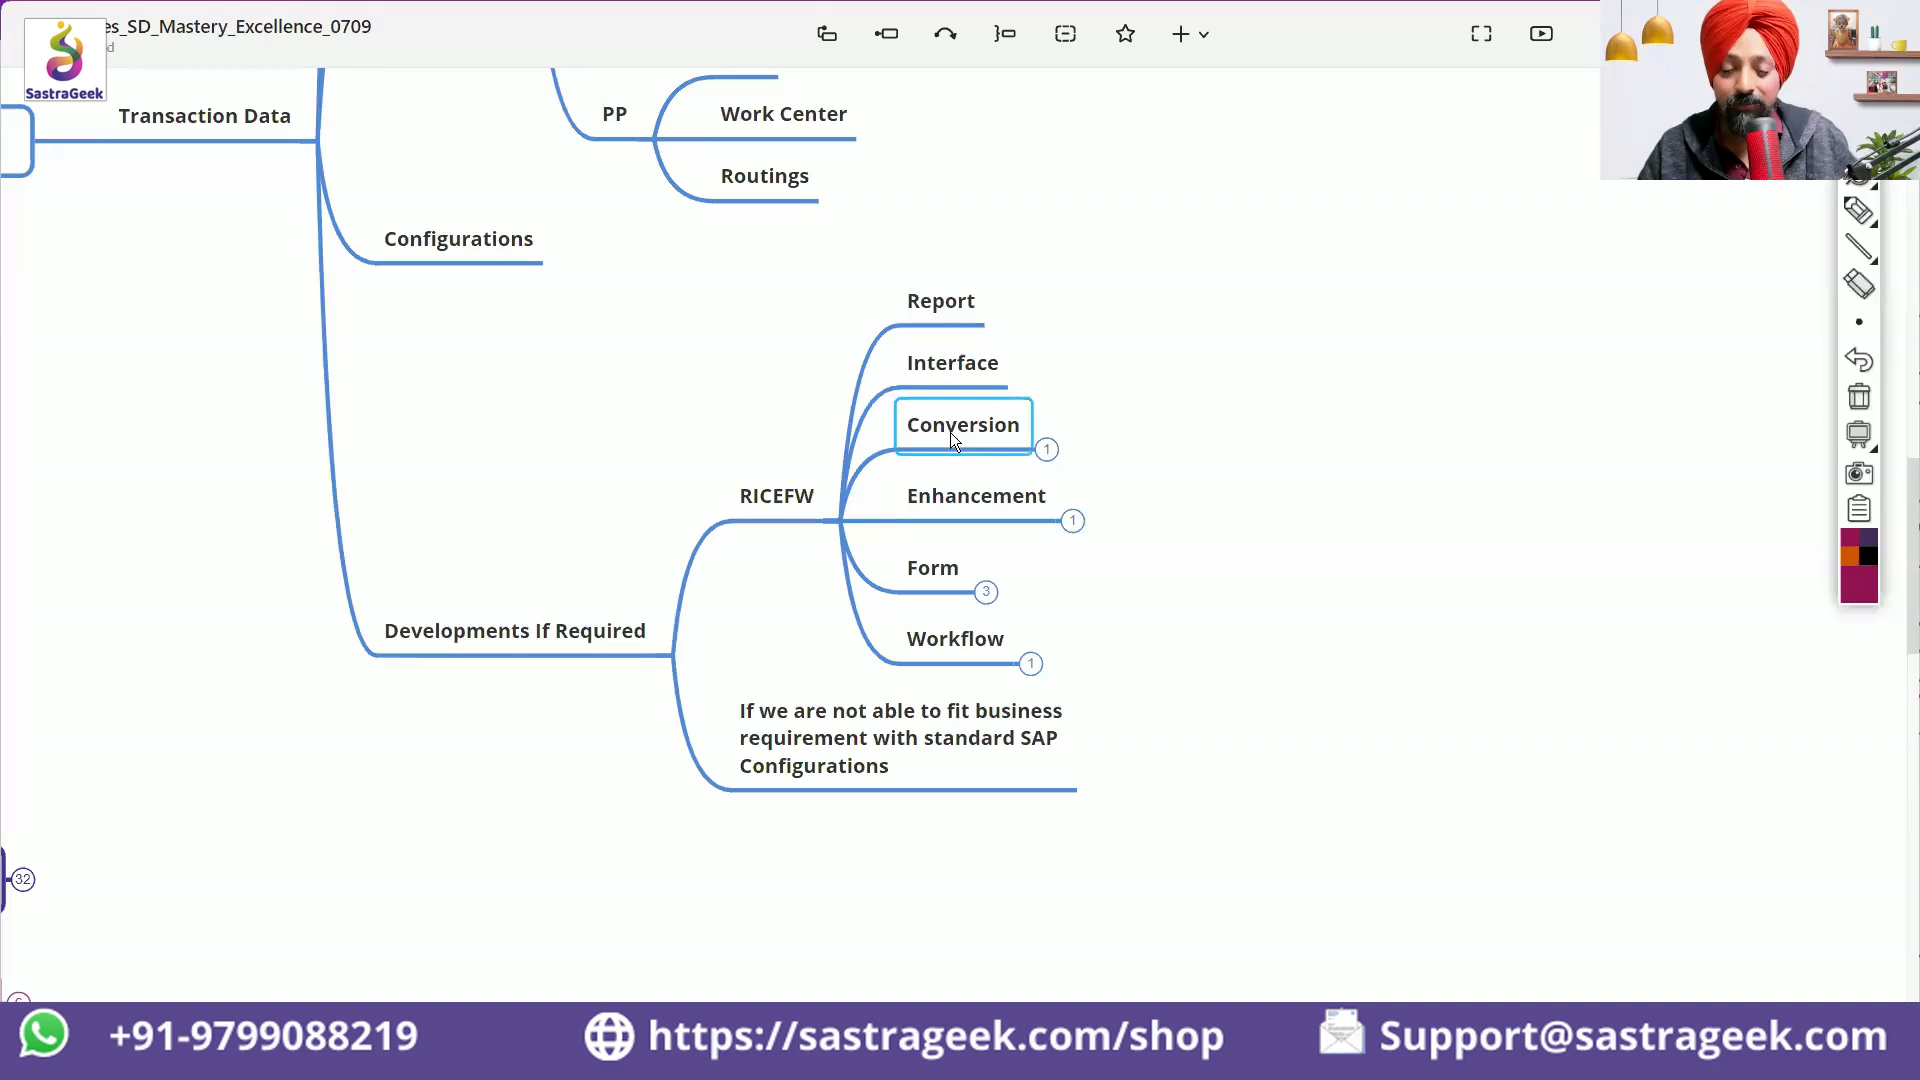 es_SD_Mastery_Excellence_0709
d
SastraGeek
Transaction Data
PP
Work Center
Routings
Configurations
Report
Interface
Conversion
1
RICEFW
Enhancement
1
Form
3
Developments If Required
Workflow
1
If we are not able to fit business
requirement with standard SAP
Configurations
32
+91-9799088219
https://sastrageek.com/shop
Support@sastrageek.com